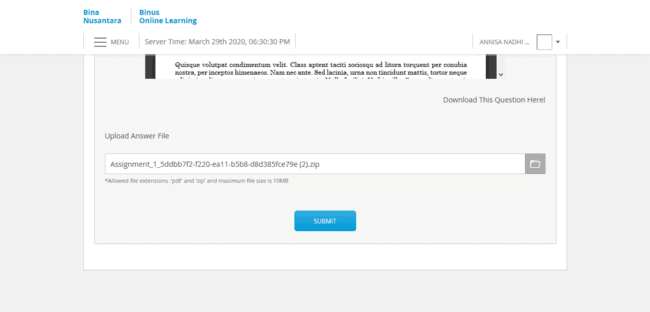 Bina
Nusantara
Binus
Online Learning
MENU
Server Time: March 29th 2020, 06:30:30 PM
ANNISA NADHI ...
Quisque volutpat condimentum velit. Class aptent taciti sociosqu ad litora torquent per conubia
nostra, per inceptos himenaeos. Nam nec ante. Sed lacinia, urna non tincidunt mattis, tortor neque
Download This Question Here!
Upload Answer File
Assignment_1_5ddbb7f2-f220-ea11-b5b8-d8d385fce79e (2).zip
*Allowed file extensions :'pdf' and 'zip' and maximum file size is 10MB
SUBMIT